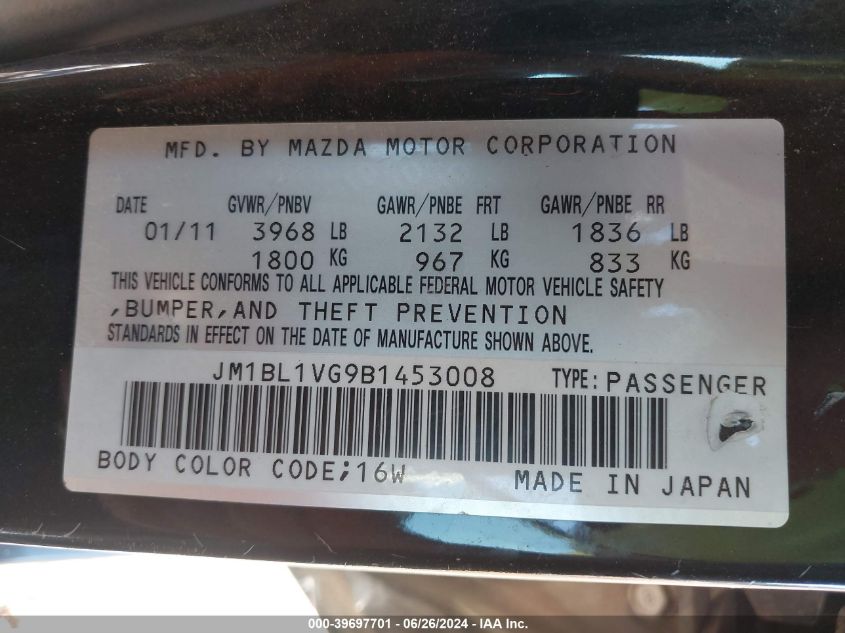 MFD. BY MAZDA MOTOR CORPORATION
DATE GVWR/PNBV GAWR/PNBE FRT GAWR/PNBE RR
01/11 3968 LB 2132 LB 1836 LB
1800 KG 967 KG 833 KG
THIS VEHICLE CONFORMS TO ALL APPLICABLE FEDERAL MOTOR VEHICLE SAFETY
,BUMPER,AND THEFT PREVENTION
STANDARDS IN EFFECT ON THE DATE OF MANUFACTURE SHOWN ABOVE.
JM1BL1VG9B1453008 TYPE:PASSENGER
BODY COLOR CODE;16W MADE IN JAPAN
CONN-39697701 / 06/26/2024 - IAA Inc.